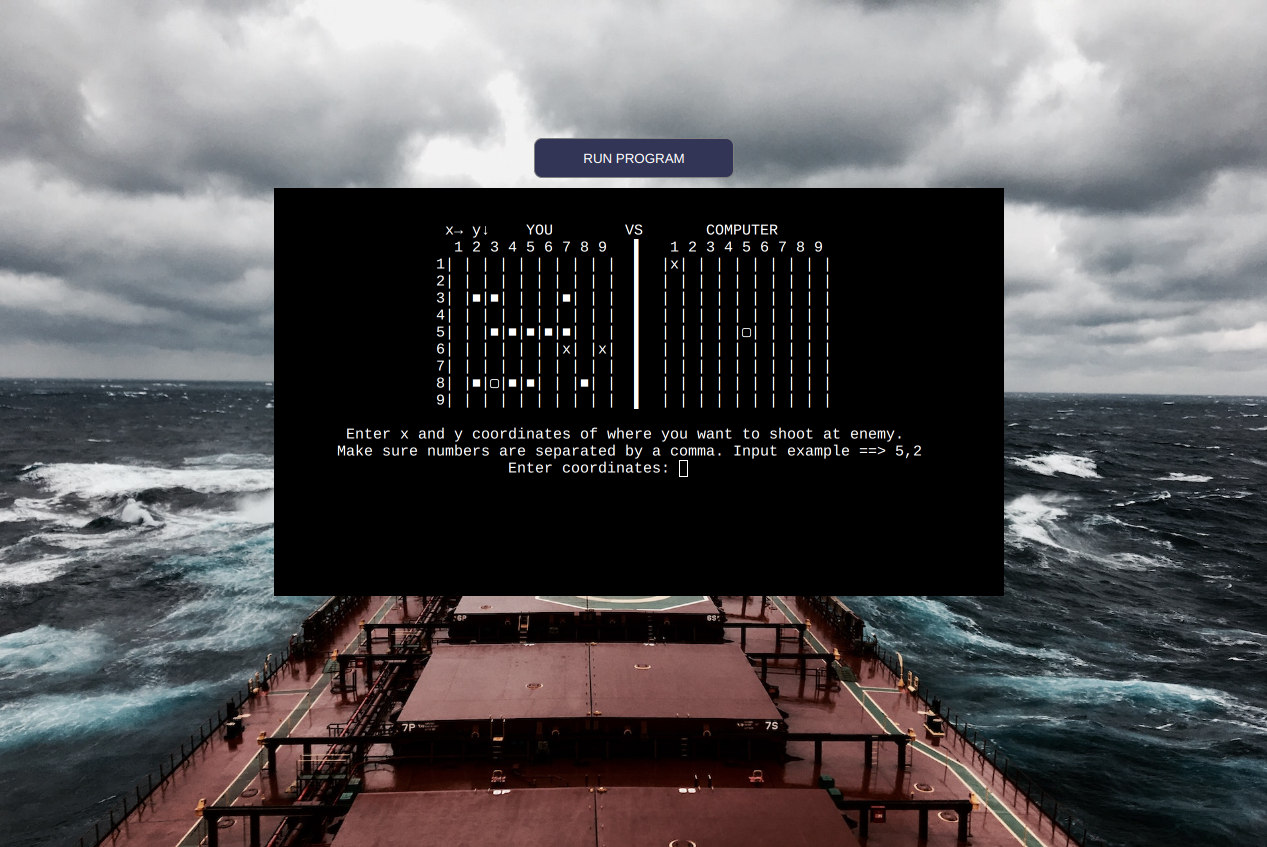 RUN PROGRAM
x→ y↓ YOU VS COMPUTER
1 2 3 4 5 6 7 8 9 1 2 3 4 5 6 7 8 9
1| | | | | | | | | | |x| | | | | | | | |
2| | | | | | | | | | | | | | | | | | | |
3| |■|■| | | |■| | | | | | | | | | | | |
4| | | | | | | | | | | | | | | | | | | |
5| | |■|■|■|■|■| | | | | | | |▢| | | | |
6| | | | | | |x| |x| | | | | | | | | | |
7| | | | | | | | | | | | | | | | | | | |
8| |■|▢|■|■| | |■| | | | | | | | | | | |
9| | | | | | | | | | | | | | | | | | | |
Enter x and y coordinates of where you want to shoot at enemy.
Make sure numbers are separated by a comma. Input example ==> 5,2
Enter coordinates:
6P 6S
7P 7S